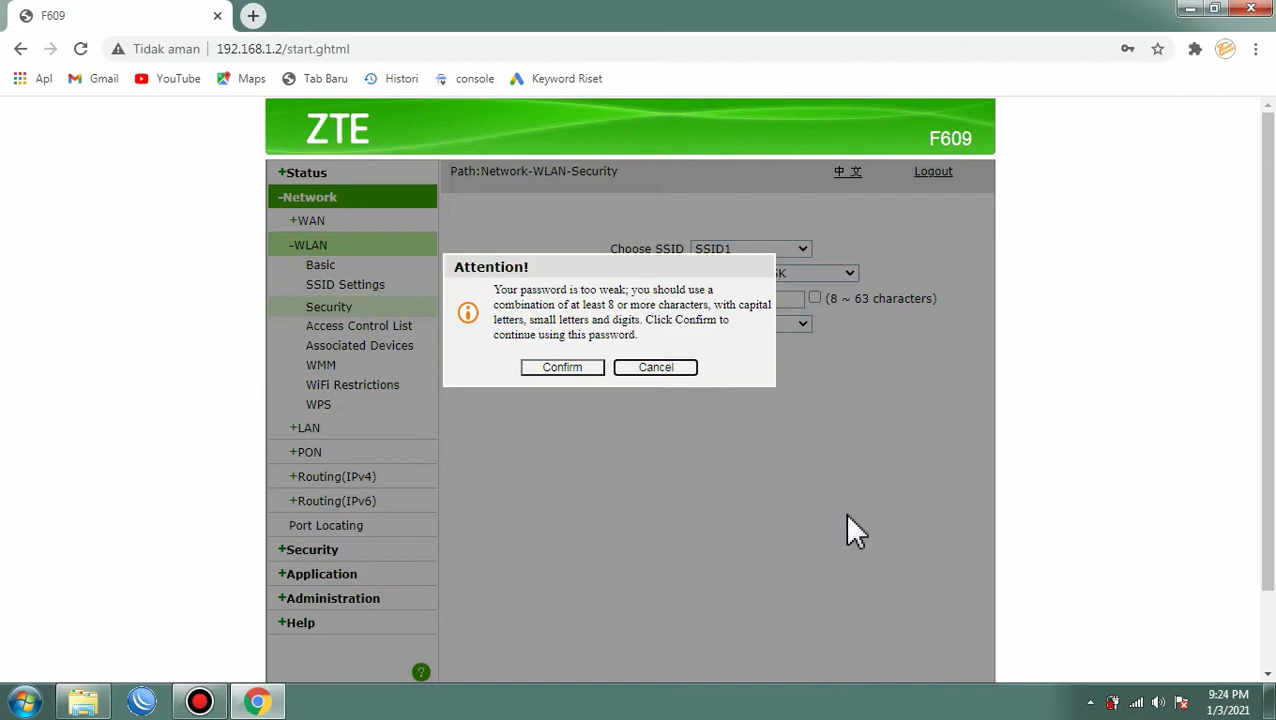 F609
Tidak aman
192.168.1.2/start.ghtml
Apl
Gmail
YouTube
Maps
Tab Baru
Histori
console
Keyword Riset
ZTE
F609
+Status
-Network
+WAN
-WLAN
Basic
SSID Settings
Security
Access Control List
Associated Devices
WMM
WiFi Restrictions
WPS
+LAN
+PON
+Routing(IPv4)
+Routing(IPv6)
Port Locating
+Security
+Application
+Administration
+Help
?
Path:Network-WLAN-Security
中 文
Logout
Choose SSID
SSID1
SK
(8 ~ 63 characters)
Attention!
Your password is too weak; you should use a
combination of at least 8 or more characters, with capital
letters, small letters and digits. Click Confirm to
continue using this password.
Confirm
Cancel
9:24 PM
1/3/2021